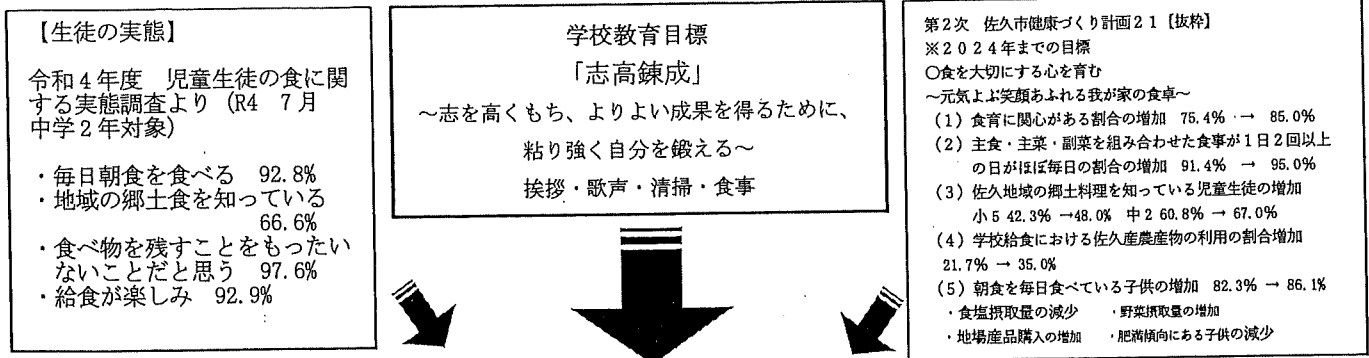 【生徒の実態】
令和4年度　児童生徒の食に関
する実態調査より（R4　7月
中学2年対象）
・毎日朝食を食べる　92.8%
・地域の郷土食を知っている
66.6%
・食べ物を残すことをもったい
ないことだと思う　97.6%
・給食が楽しみ　92.9%
学校教育目標
「志高錬成」
～志を高くもち、よりよい成果を得るために、
粘り強く自分を鍛える～
挨拶・歌声・清掃・食事
第2次　佐久市健康づくり計画21［抜粋］
※2024年までの目標
○食を大切にする心を育む
～元気よぶ笑顔あふれる我が家の食卓～
（1）食育に関心がある割合の増加　75.4%　→　85.0%
（2）主食・主菜・副菜を組み合わせた食事が1日2回以上
の日がほぼ毎日の割合の増加　91.4%　→　95.0%
（3）佐久地域の郷土料理を知っている児童生徒の増加
小5 42.3% →48.0%　中2 60.8% → 67.0%
（4）学校給食における佐久産農産物の利用の割合増加
21.7% → 35.0%
（5）朝食を毎日食べている子供の増加　82.3% → 86.1%
・食塩摂取量の減少　・野菜摂取量の増加
・地場産品購入の増加　・肥満傾向にある子供の減少